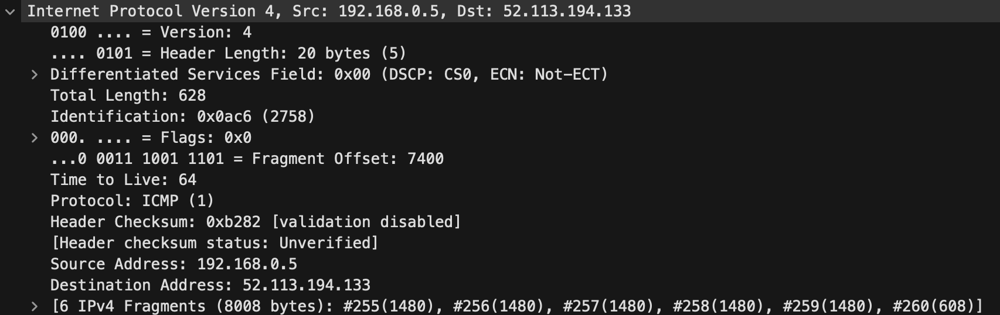 Internet Protocol Version 4, Src: 192.168.0.5, Dst: 52.113.194.133
0100 .... = Version: 4
.... 0101 = Header Length: 20 bytes (5)
Differentiated Services Field: 0x00 (DSCP: CS0, ECN: Not-ECT)
Total Length: 628
Identification: 0x0ac6 (2758)
000. .... = Flags: 0x0
...0 0011 1001 1101 = Fragment Offset: 7400
Time to Live: 64
Protocol: ICMP (1)
Header Checksum: 0xb282 [validation disabled]
[Header checksum status: Unverified]
Source Address: 192.168.0.5
Destination Address: 52.113.194.133
[6 IPv4 Fragments (8008 bytes): #255(1480), #256(1480), #257(1480), #258(1480), #259(1480), #260(608)]